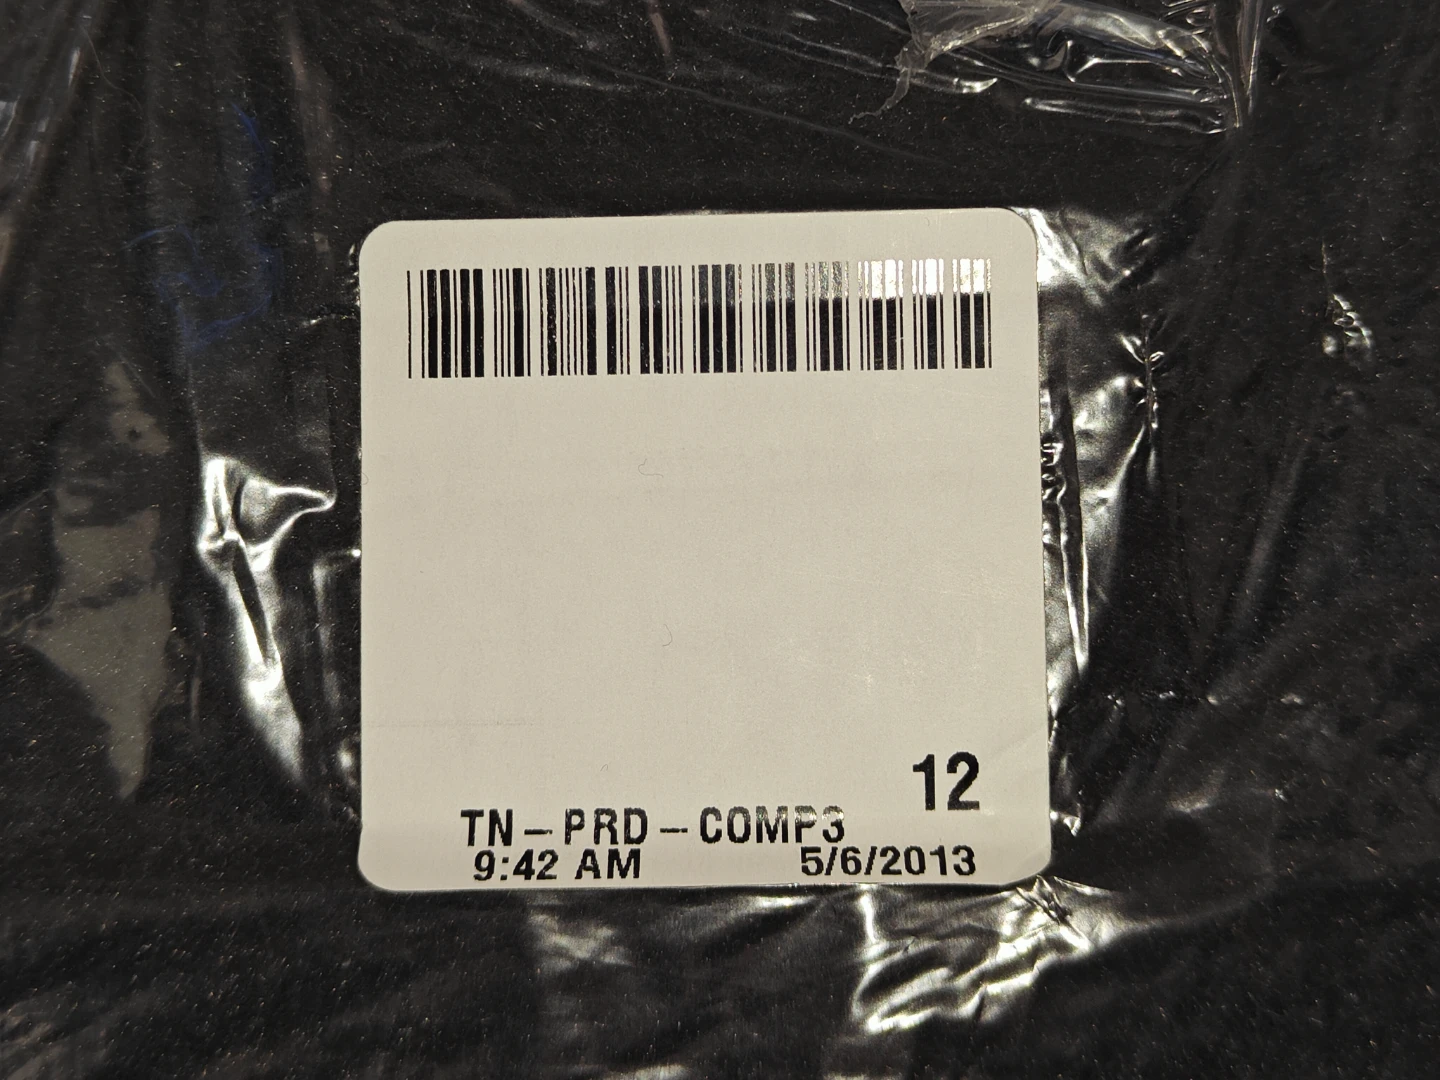 12
TN-PRD-COMP3
9:42 AM 5/6/2013